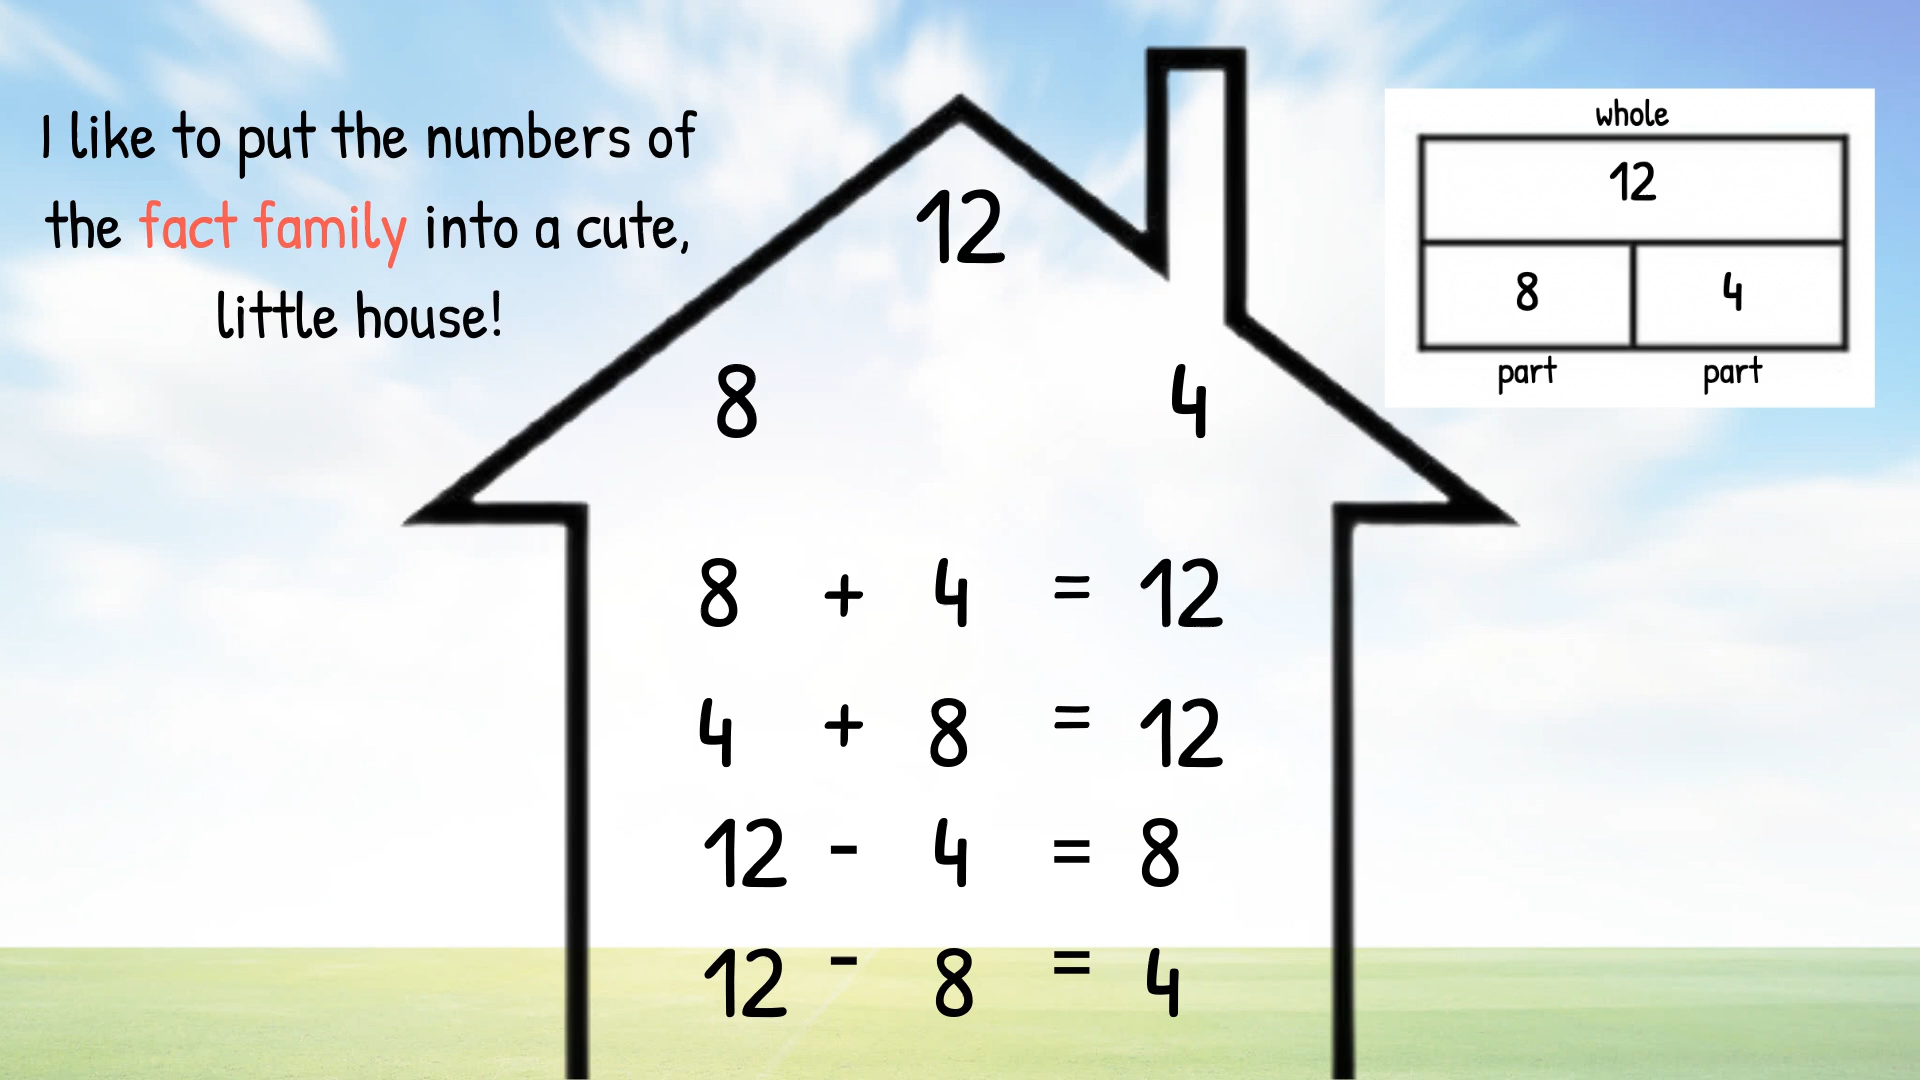 I like to put the numbers of
the fact family into a cute,
little house!
12
8 4
8 + 4 = 12
4 + 8 = 12
12 - 4 = 8
12 - 8 = 4
whole
12
8 4
part part